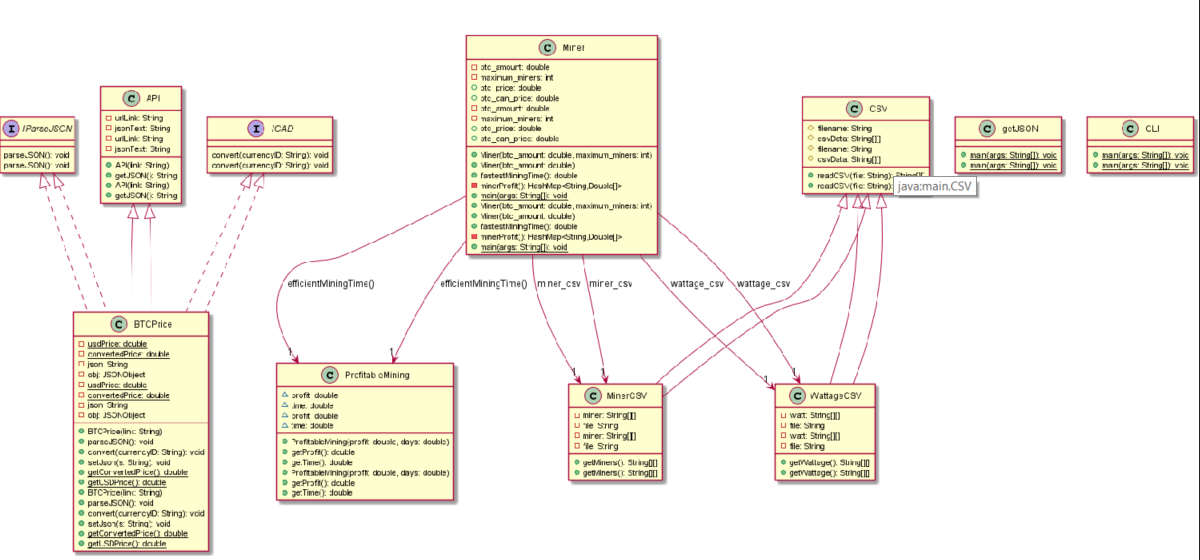 IParseJSON
parseJSON(): void
parseJSON(): void
API
urlLink: String
jsonText: String
urlLink: String
jsonText: String
API(link: String)
getJSON(): String
API(link: String)
getJSON(): String
ICAD
convert(currencyID: String): void
convert(currencyID: String): void
Miner
btc_amount: double
maximum_miners: int
btc_price: double
btc_can_price: double
btc_amount: double
maximum_miners: int
btc_price: double
btc_can_price: double
Miner(btc_amount: double, maximum_miners: int)
Miner(btc_amount: double)
fastestMiningTime(): double
minerProfit(): HashMap<String,Double[]>
main(args: String[]): void
Miner(btc_amount: double, maximum_miners: int)
Miner(btc_amount: double)
fastestMiningTime(): double
minerProfit(): HashMap<String,Double[]>
main(args: String[]): void
CSV
filename: String
csvData: String[][]
filename: String
csvData: String[][]
readCSV(file: String): String[][]
readCSV(file: String):
java:main.CSV
getJSON
main(args: String[]): void
main(args: String[]): void
CLI
main(args: String[]): void
main(args: String[]): void
efficientMiningTime()
efficientMiningTime()
miner_csv
miner_csv
wattage_csv
wattage_csv
1
1
1
1
1
1
BTCPrice
usdPrice: double
convertedPrice: double
json: String
obj: JSONObject
usdPrice: double
convertedPrice: double
json: String
obj: JSONObject
BTCPrice(link: String)
parseJSON(): void
convert(currencyID: String): void
setJson(s: String): void
getConvertedPrice(): double
getUSDPrice(): double
BTCPrice(link: String)
parseJSON(): void
convert(currencyID: String): void
setJson(s: String): void
getConvertedPrice(): double
getUSDPrice(): double
ProfitableMining
profit: double
time: double
profit: double
time: double
ProfitableMining(profit: double, days: double)
getProfit(): double
getTime(): double
ProfitableMining(profit: double, days: double)
getProfit(): double
getTime(): double
MinerCSV
miner: String[][]
file: String
miner: String[][]
file: String
getMiners(): String[][]
getMiners(): String[][]
WattageCSV
watt: String[][]
file: String
watt: String[][]
file: String
getWattage(): String[][]
getWattage(): String[][]